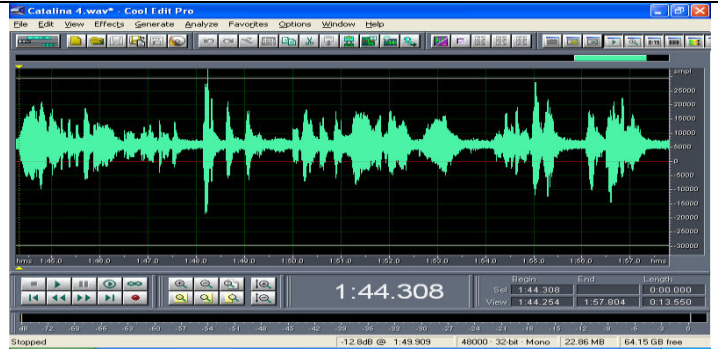 Catalina 4.wav* - Cool Edit Pro
File Edit View Effects Generate Analyze Favorites Options Window Help
smpl
25000
20000
15000
10000
5000
-0
-5000
-10000
-15000
-20000
-25000
-30000
hms 1:45.0 1:46.0 1:47.0 1:48.0 1:49.0 1:50.0 1:51.0 1:52.0 1:53.0 1:54.0 1:55.0 1:56.0 1:57.0 hms
1:44.308
Begin End Length
Sel 1:44.308 0:00.000
View 1:44.254 1:57.804 0:13.550
dB -72 -69 -66 -63 -60 -57 -54 -51 -48 -45 -42 -39 -36 -33 -30 -27 -24 -21 -18 -15 -12 -9 -6 -3 0
Stopped -12.8dB @ 1:49.909 48000 · 32-bit · Mono 22.86 MB 64.15 GB free